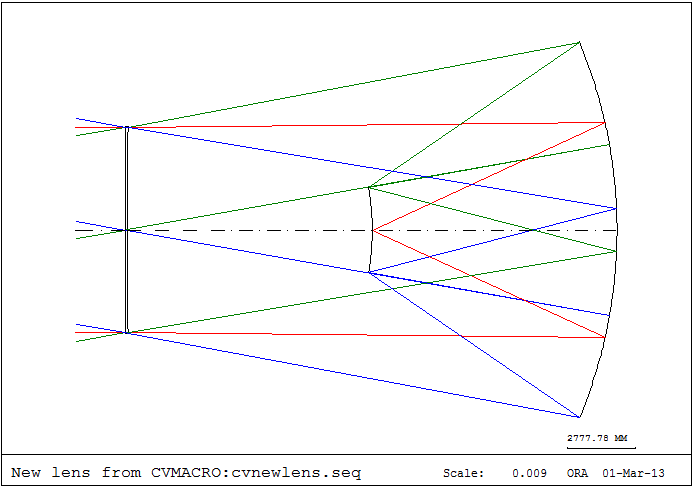 2777.78 MM
New lens from CVMACRO:cvnewlens.seq Scale: 0.009 ORA 01-Mar-13